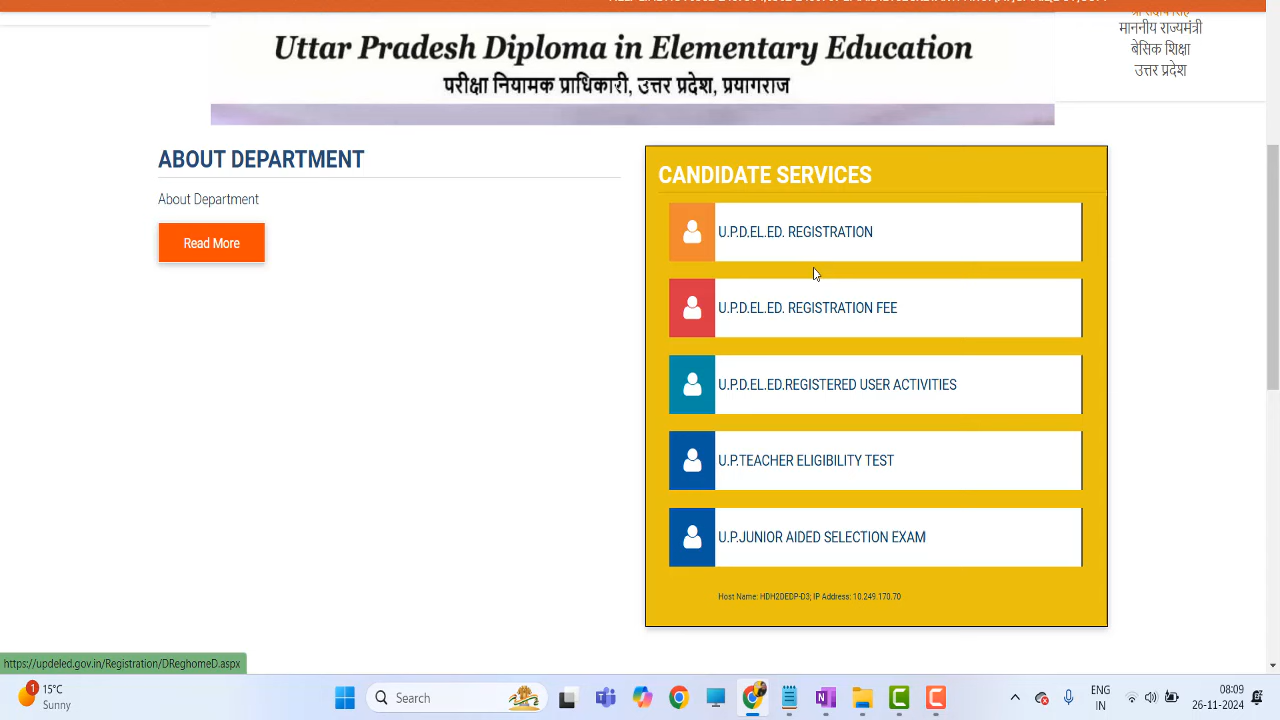 श्री संदीप सिंह
माननीय राज्यमंत्री
बेसिक शिक्षा
उत्तर प्रदेश
Uttar Pradesh Diploma in Elementary Education
परीक्षा नियामक प्राधिकारी, उत्तर प्रदेश, प्रयागराज
ABOUT DEPARTMENT
About Department
Read More
CANDIDATE SERVICES
U.P.D.EL.ED. REGISTRATION
U.P.D.EL.ED. REGISTRATION FEE
U.P.D.EL.ED.REGISTERED USER ACTIVITIES
U.P.TEACHER ELIGIBILITY TEST
U.P.JUNIOR AIDED SELECTION EXAM
Host Name: HDH2DEDP-D3; IP Address: 10.249.170.70
https://updeled.gov.in/Registration/DReghomeD.aspx
1
15°C
Sunny
Search
ENG
IN
08:09
26-11-2024